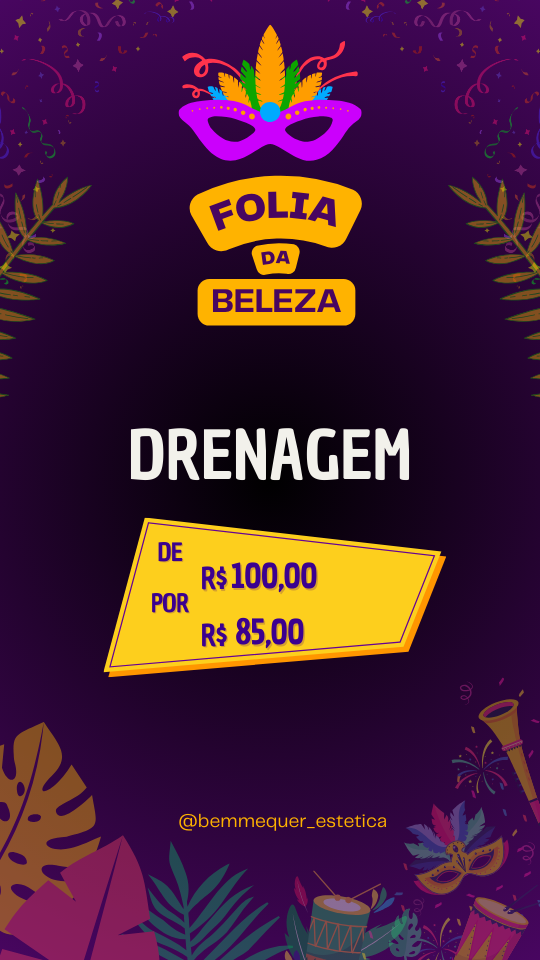 FOLIA
DA
BELEZA
DRENAGEM
DE
R$ 100,00
POR
R$ 85,00
@bemmequer_estetica